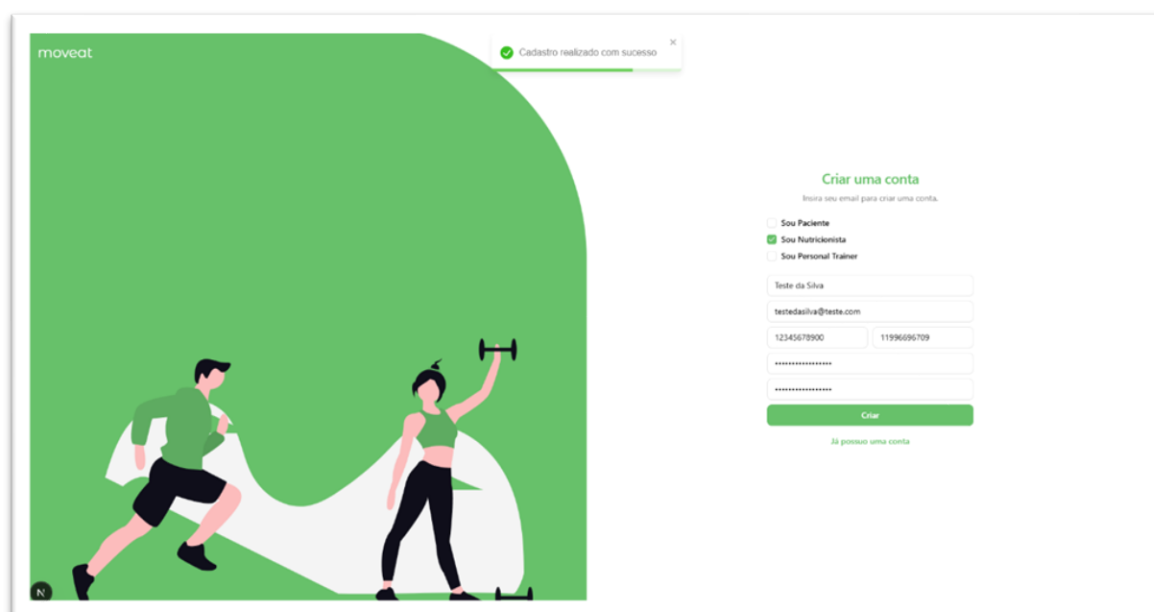 moveat
Cadastro realizado com sucesso
Criar uma conta
Insira seu email para criar uma conta.
Sou Paciente
Sou Nutricionista
Sou Personal Trainer
Teste da Silva
testedasilva@teste.com
12345678900 11996696709
•••••••••••••••••
•••••••••••••••••
Criar
Já possuo uma conta
N